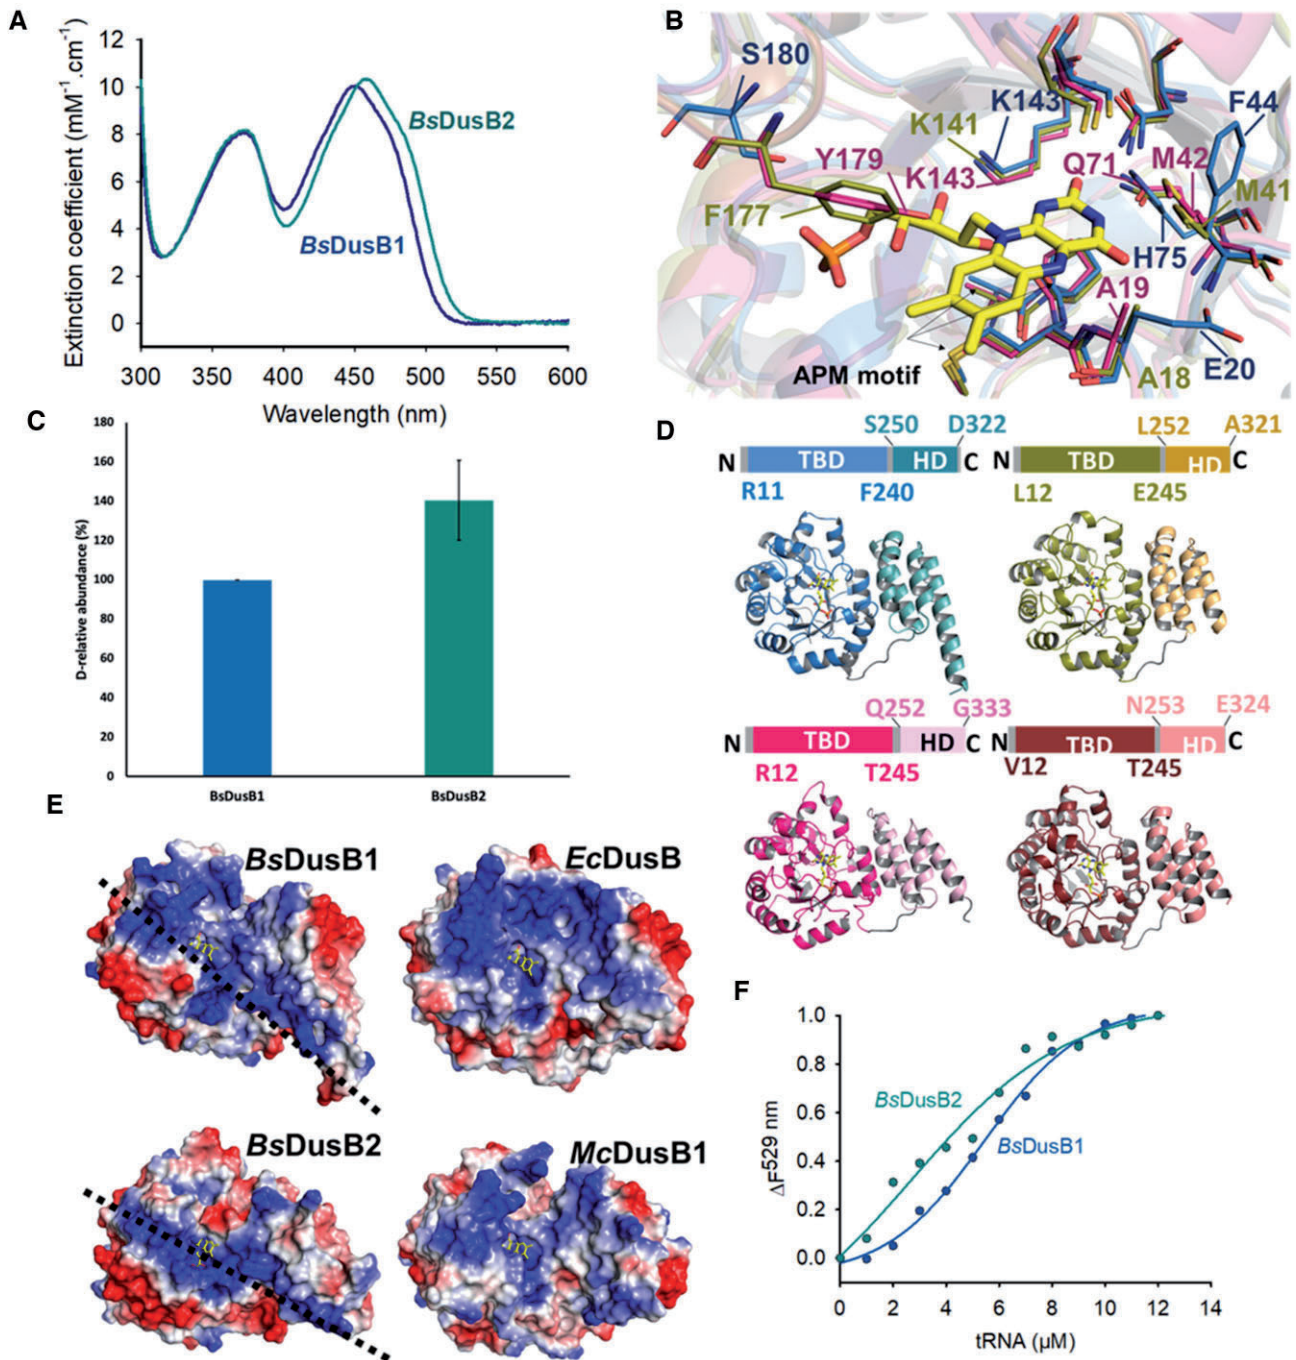 A
Extinction coefficient (mM⁻¹.cm⁻¹)
12
10
8
6
4
2
0
BsDusB2
BsDusB1
300 350 400 450 500 550 600
Wavelength (nm)
B
S180
K143
F44
K141
Y179
Q71
M42
K143
M41
F177
H75
A19
APM motif
A18
E20
C
D-relative abundance (%)
180
160
140
120
100
80
60
40
20
0
BsDusB1 BsDusB2
D
S250 D322
N TBD HD C
R11 F240
L252 A321
N TBD HD C
L12 E245
Q252 G333
N TBD HD C
R12 T245
N253 E324
N TBD HD C
V12 T245
E
BsDusB1
EcDusB
BsDusB2
McDusB1
F
ΔF⁵²⁹ nm
1.0
0.8
0.6
0.4
0.2
0.0
BsDusB2
BsDusB1
0 2 4 6 8 10 12 14
tRNA (µM)